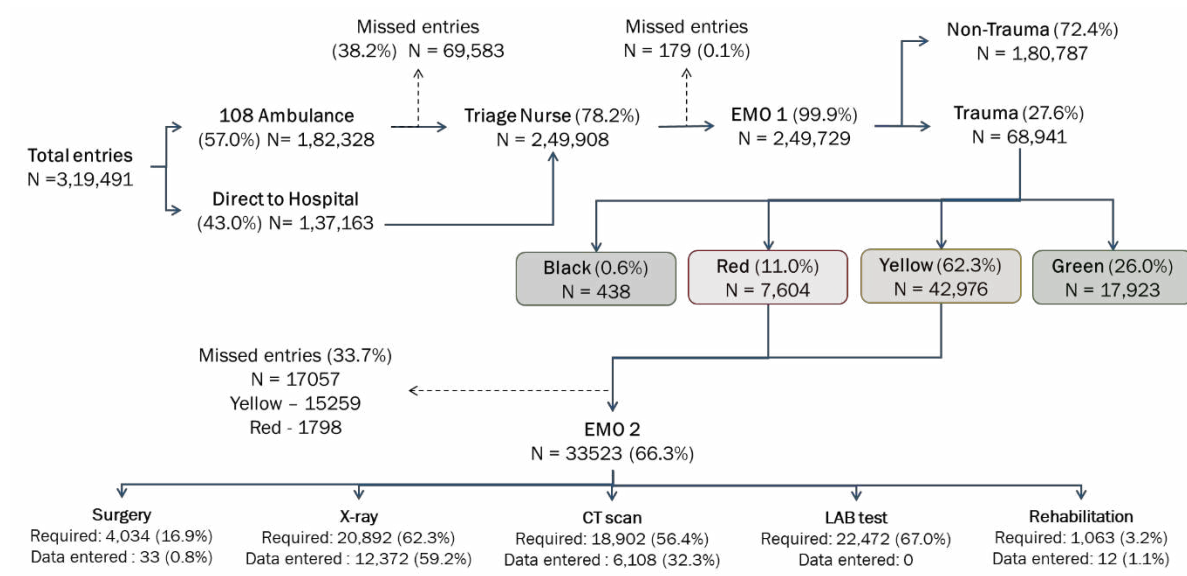 Missed entries
(38.2%) N = 69,583
Missed entries
N = 179 (0.1%)
Non-Trauma (72.4%)
N = 1,80,787
108 Ambulance
(57.0%) N= 1,82,328
Triage Nurse (78.2%)
N = 2,49,908
EMO 1 (99.9%)
N = 2,49,729
Trauma (27.6%)
N = 68,941
Total entries
N =3,19,491
Direct to Hospital
(43.0%) N= 1,37,163
Black (0.6%)
N = 438
Red (11.0%)
N = 7,604
Yellow (62.3%)
N = 42,976
Green (26.0%)
N = 17,923
Missed entries (33.7%)
N = 17057
Yellow – 15259
Red - 1798
EMO 2
N = 33523 (66.3%)
Surgery
Required: 4,034 (16.9%)
Data entered : 33 (0.8%)
X-ray
Required: 20,892 (62.3%)
Data entered : 12,372 (59.2%)
CT scan
Required: 18,902 (56.4%)
Data entered: 6,108 (32.3%)
LAB test
Required: 22,472 (67.0%)
Data entered: 0
Rehabilitation
Required: 1,063 (3.2%)
Data entered: 12 (1.1%)